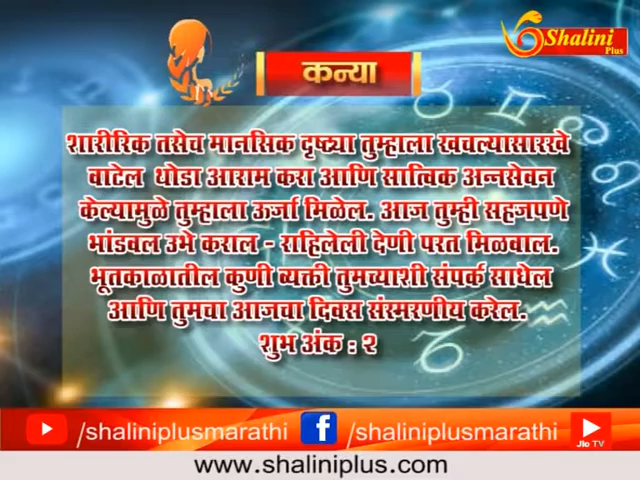 Shalini
Plus
कन्या
शारीरिक तसेच मानसिक दृष्ट्या तुम्हाला खचल्यासारखे
वाटेल थोडा आराम करा आणि सात्विक अन्नसेवन
केल्यामुळे तुम्हाला ऊर्जा मिळेल. आज तुम्ही सहजपणे
भांडवल उभे कराल - राहिलेली देणी परत मिळवाल.
भूतकाळातील कुणी व्यक्ती तुमच्याशी संपर्क साधेल
आणि तुमचा आजचा दिवस संस्मरणीय करेल.
शुभ अंक : २
/shaliniplusmarathi
/shaliniplusmarathi
Jio TV
www.shaliniplus.com